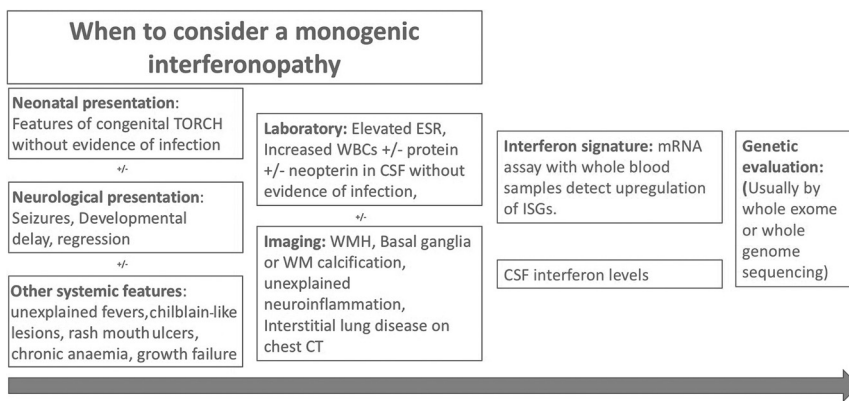 When to consider a monogenic
interferonopathy
Neonatal presentation:
Features of congenital TORCH
without evidence of infection
+/-
Neurological presentation:
Seizures, Developmental
delay, regression
+/-
Other systemic features:
unexplained fevers,chilblain-like
lesions, rash mouth ulcers,
chronic anaemia, growth failure
Laboratory: Elevated ESR,
Increased WBCs +/- protein
+/- neopterin in CSF without
evidence of infection,
+/-
Imaging: WMH, Basal ganglia
or WM calcification,
unexplained
neuroinflammation,
Interstitial lung disease on
chest CT
Interferon signature: mRNA
assay with whole blood
samples detect upregulation
of ISGs.
CSF interferon levels
Genetic
evaluation:
(Usually by
whole exome
or whole
genome
sequencing)